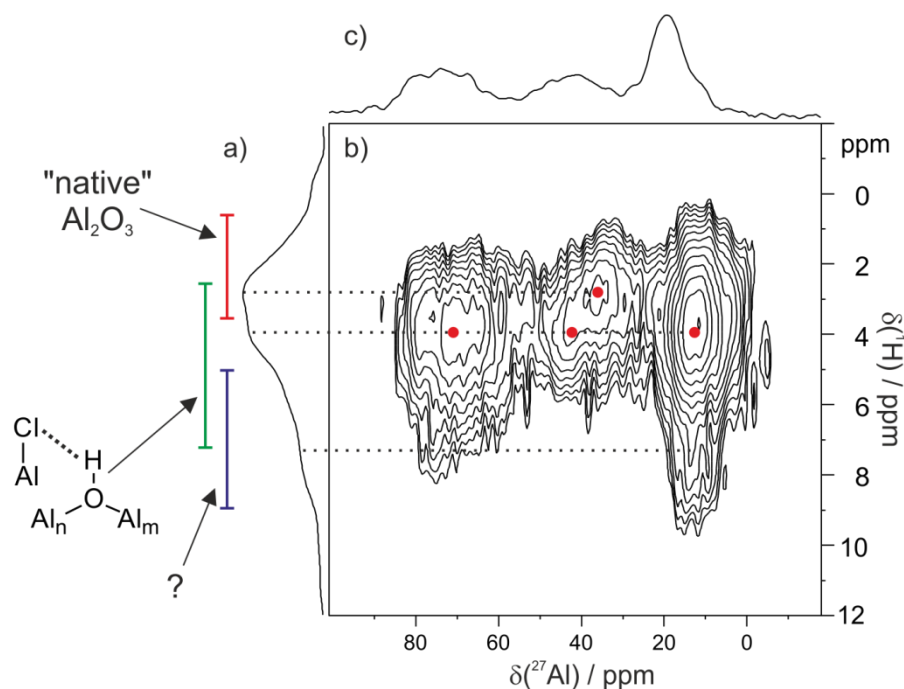 c)
a)
b)
ppm
"native"
Al₂O₃
0
2
4
6
8
10
12
δ(¹H) / ppm
Cl
H
Al
O
Alₙ
Alₘ
?
80
60
40
20
0
δ(²⁷Al) / ppm